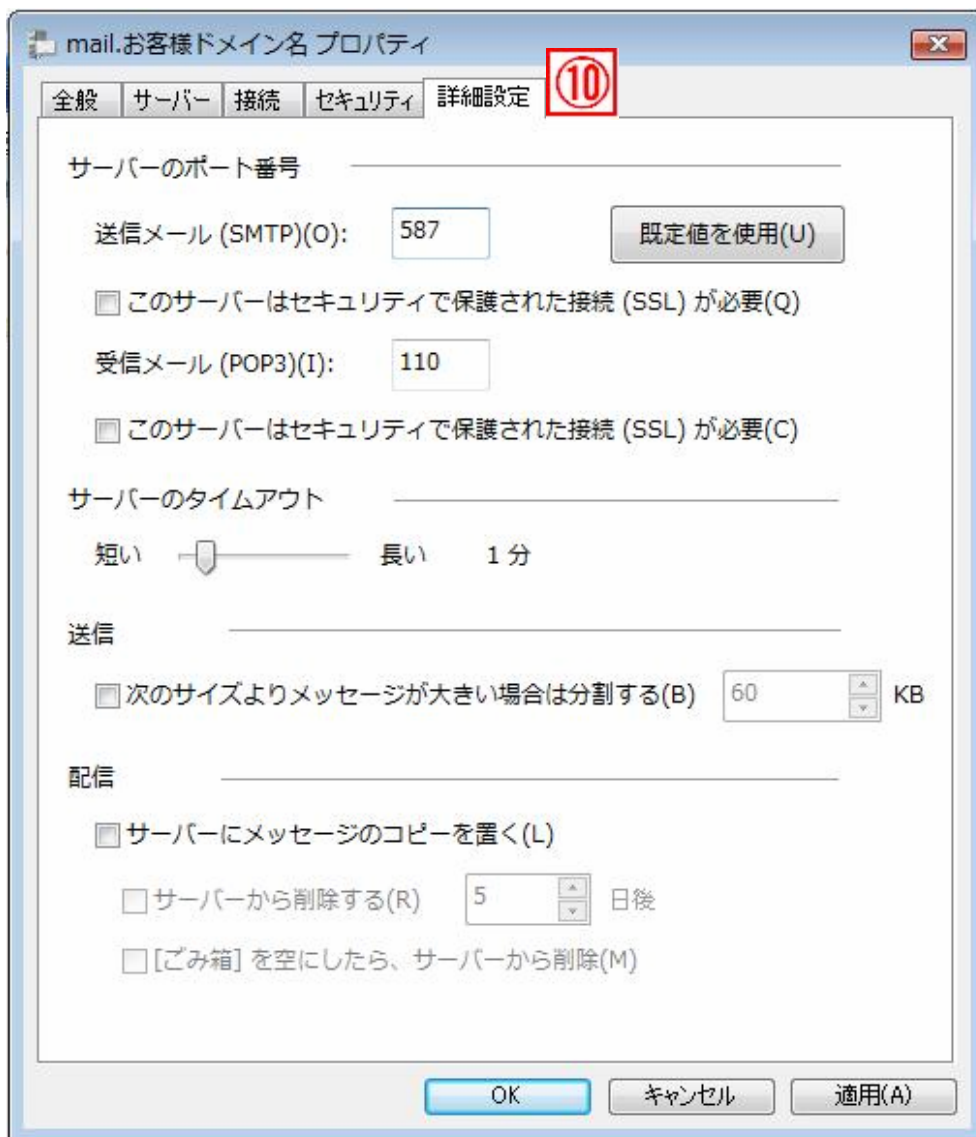 mail.お客様ドメイン名 プロパティ
全般 サーバー 接続 セキュリティ 詳細設定 ⑩
サーバーのポート番号
送信メール (SMTP)(O): 587 既定値を使用(U)
このサーバーはセキュリティで保護された接続 (SSL) が必要(Q)
受信メール (POP3)(I): 110
このサーバーはセキュリティで保護された接続 (SSL) が必要(C)
サーバーのタイムアウト
短い 長い 1 分
送信
次のサイズよりメッセージが大きい場合は分割する(B) 60 KB
配信
サーバーにメッセージのコピーを置く(L)
サーバーから削除する(R) 5 日後
[ごみ箱] を空にしたら、サーバーから削除(M)
OK キャンセル 適用(A)